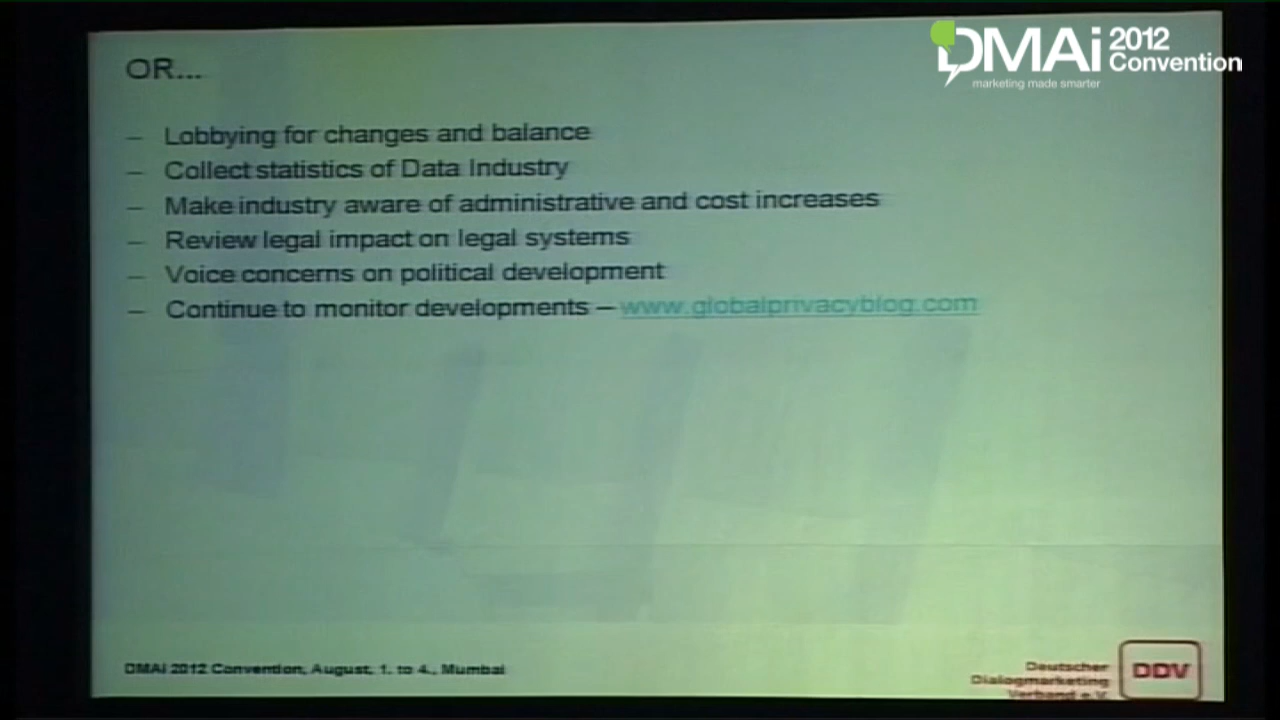 DMAi 2012
Convention
marketing made smarter
OR...
– Lobbying for changes and balance
– Collect statistics of Data Industry
– Make industry aware of administrative and cost increases
– Review legal impact on legal systems
– Voice concerns on political development
– Continue to monitor developments – www.globalprivacyblog.com
DMAi 2012 Convention, August, 1. to 4., Mumbai
Deutscher
Dialogmarketing
Verband e.V.
DDV